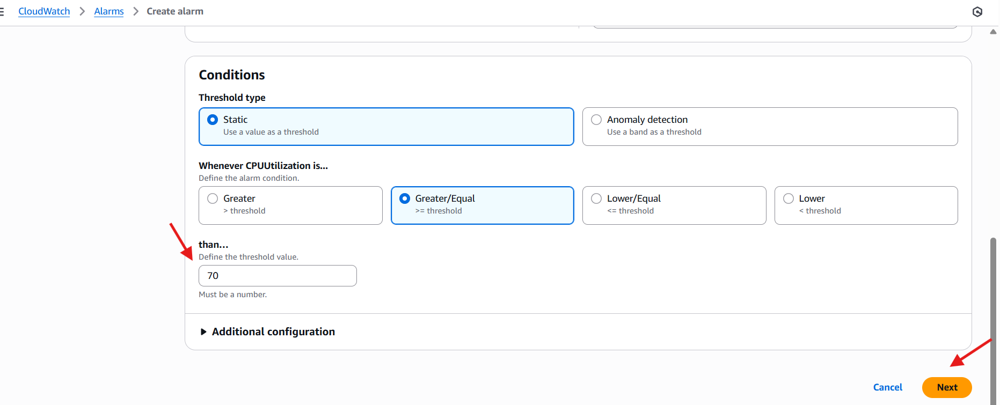 CloudWatch > Alarms > Create alarm
Conditions
Threshold type
Static
Use a value as a threshold
Anomaly detection
Use a band as a threshold
Whenever CPUUtilization is...
Define the alarm condition.
Greater
> threshold
Greater/Equal
>= threshold
Lower/Equal
<= threshold
Lower
< threshold
than...
Define the threshold value.
70
Must be a number.
Additional configuration
Cancel
Next